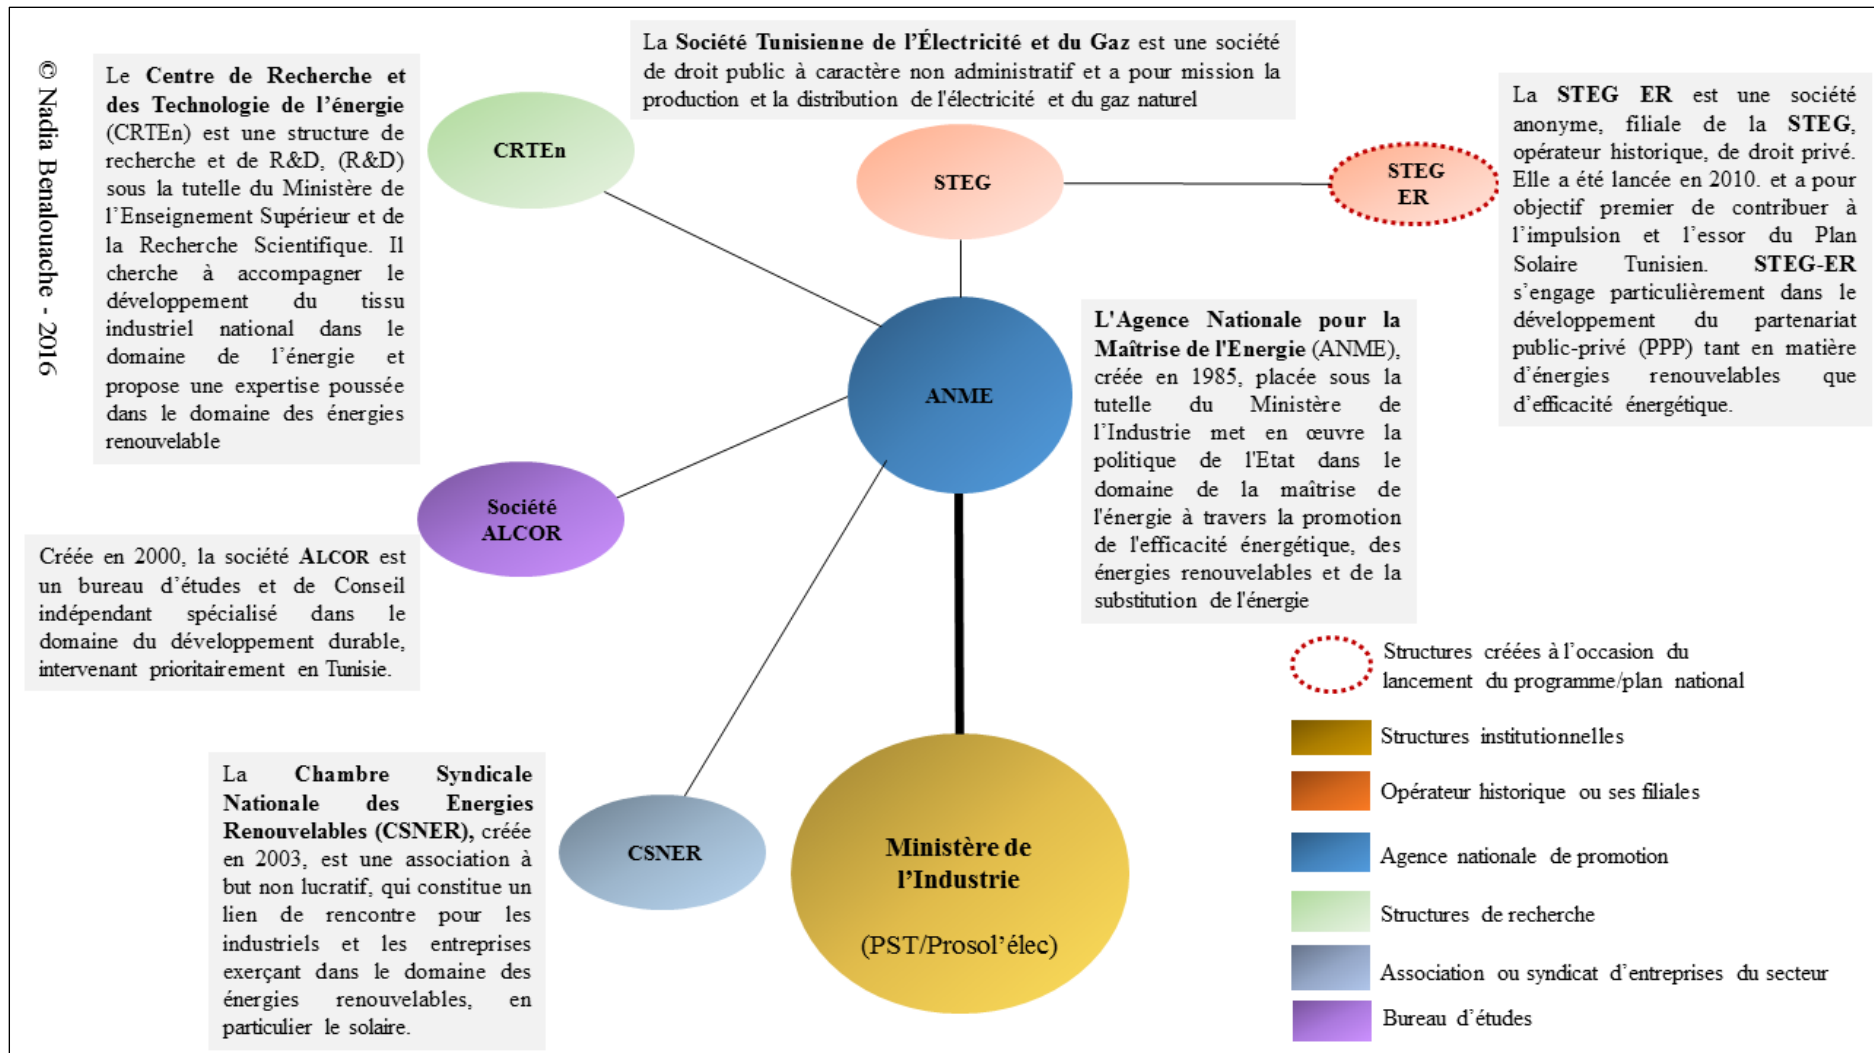 © Nadia Benalouache - 2016
Le Centre de Recherche et
des Technologie de l’énergie
(CRTEn) est une structure de
recherche et de R&D, (R&D)
sous la tutelle du Ministère de
l’Enseignement Supérieur et de
la Recherche Scientifique. Il
cherche à accompagner le
développement du tissu
industriel national dans le
domaine de l’énergie et
propose une expertise poussée
dans le domaine des énergies
renouvelable
CRTEn
La Société Tunisienne de l’Électricité et du Gaz est une société
de droit public à caractère non administratif et a pour mission la
production et la distribution de l'électricité et du gaz naturel
STEG
STEG
ER
La STEG ER est une société
anonyme, filiale de la STEG,
opérateur historique, de droit privé.
Elle a été lancée en 2010. et a pour
objectif premier de contribuer à
l’impulsion et l’essor du Plan
Solaire Tunisien. STEG-ER
s’engage particulièrement dans le
développement du partenariat
public-privé (PPP) tant en matière
d’énergies renouvelables que
d’efficacité énergétique.
ANME
L'Agence Nationale pour la
Maîtrise de l'Energie (ANME),
créée en 1985, placée sous la
tutelle du Ministère de
l’Industrie met en œuvre la
politique de l'Etat dans le
domaine de la maîtrise de
l'énergie à travers la promotion
de l'efficacité énergétique, des
énergies renouvelables et de la
substitution de l'énergie
Société
ALCOR
Créée en 2000, la société ALCOR est
un bureau d’études et de Conseil
indépendant spécialisé dans le
domaine du développement durable,
intervenant prioritairement en Tunisie.
La Chambre Syndicale
Nationale des Energies
Renouvelables (CSNER), créée
en 2003, est une association à
but non lucratif, qui constitue un
lien de rencontre pour les
industriels et les entreprises
exerçant dans le domaine des
énergies renouvelables, en
particulier le solaire.
CSNER
Ministère de
l’Industrie
(PST/Prosol’élec)
Structures créées à l’occasion du
lancement du programme/plan national
Structures institutionnelles
Opérateur historique ou ses filiales
Agence nationale de promotion
Structures de recherche
Association ou syndicat d’entreprises du secteur
Bureau d’études